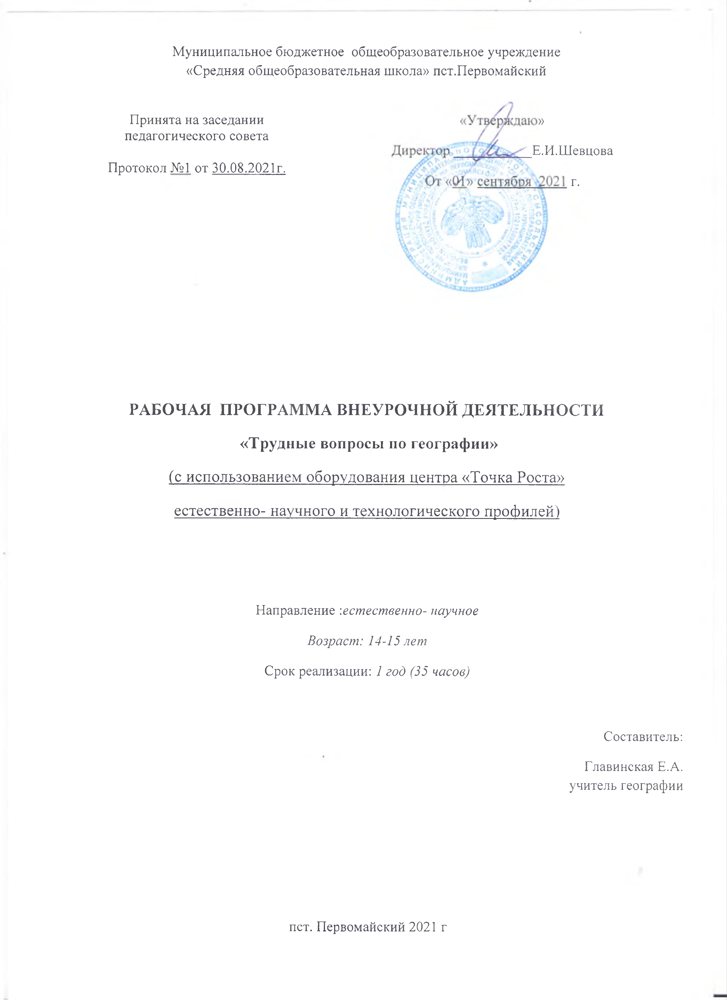 Муниципальное бюджетное общеобразовательное учреждение
«Средняя общеобразовательная школа» пст.Первомайский
Принята на заседании
педагогического совета
Протокол №1 от 30.08.2021г.
«Утверждаю»
Директор ___________Е.И.Шевцова
От «01» сентября 2021 г.
РАБОЧАЯ ПРОГРАММА ВНЕУРОЧНОЙ ДЕЯТЕЛЬНОСТИ
«Трудные вопросы по географии»
(с использованием оборудования центра «Точка Роста»
естественно- научного и технологического профилей)
Направление :естественно- научное
Возраст: 14-15 лет
Срок реализации: 1 год (35 часов)
Составитель:
Главинская Е.А.
учитель географии
пст. Первомайский 2021 г